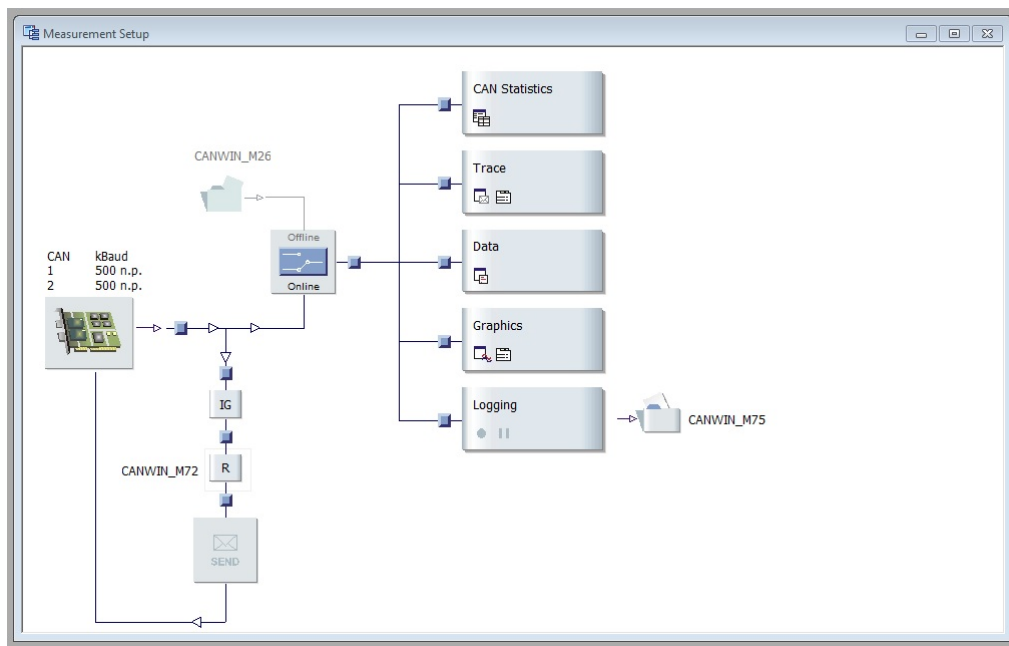 Measurement Setup
CAN Statistics
CANWIN_M26
Trace
Offline
Data
CAN kBaud
1 500 n.p.
2 500 n.p.
Online
Graphics
IG
Logging
CANWIN_M75
CANWIN_M72
R
SEND